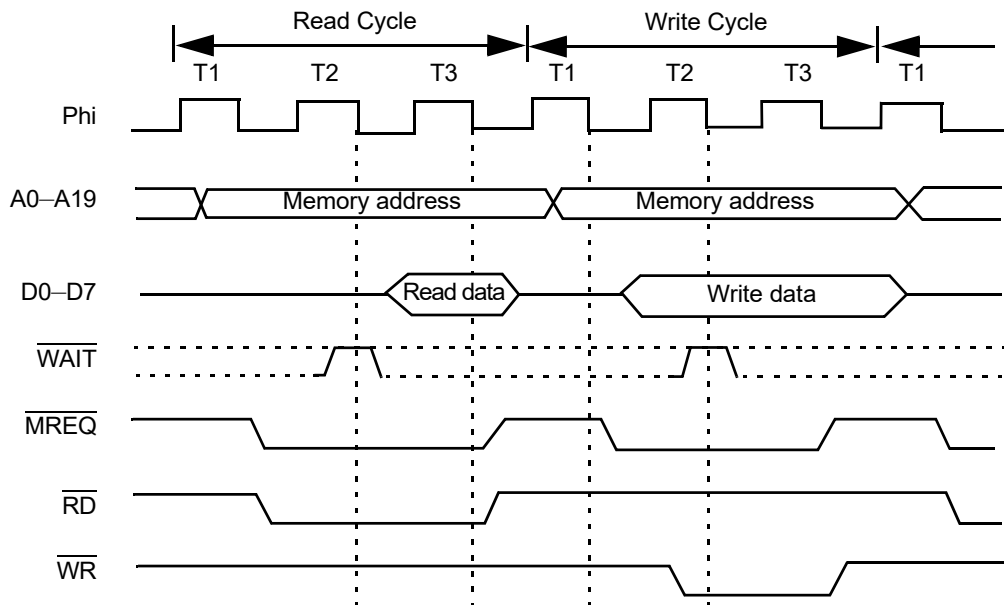 Read Cycle Write Cycle
T1 T2 T3 T1 T2 T3 T1
Phi
A0–A19 Memory address Memory address
D0–D7 Read data Write data
WAIT
MREQ
RD
WR